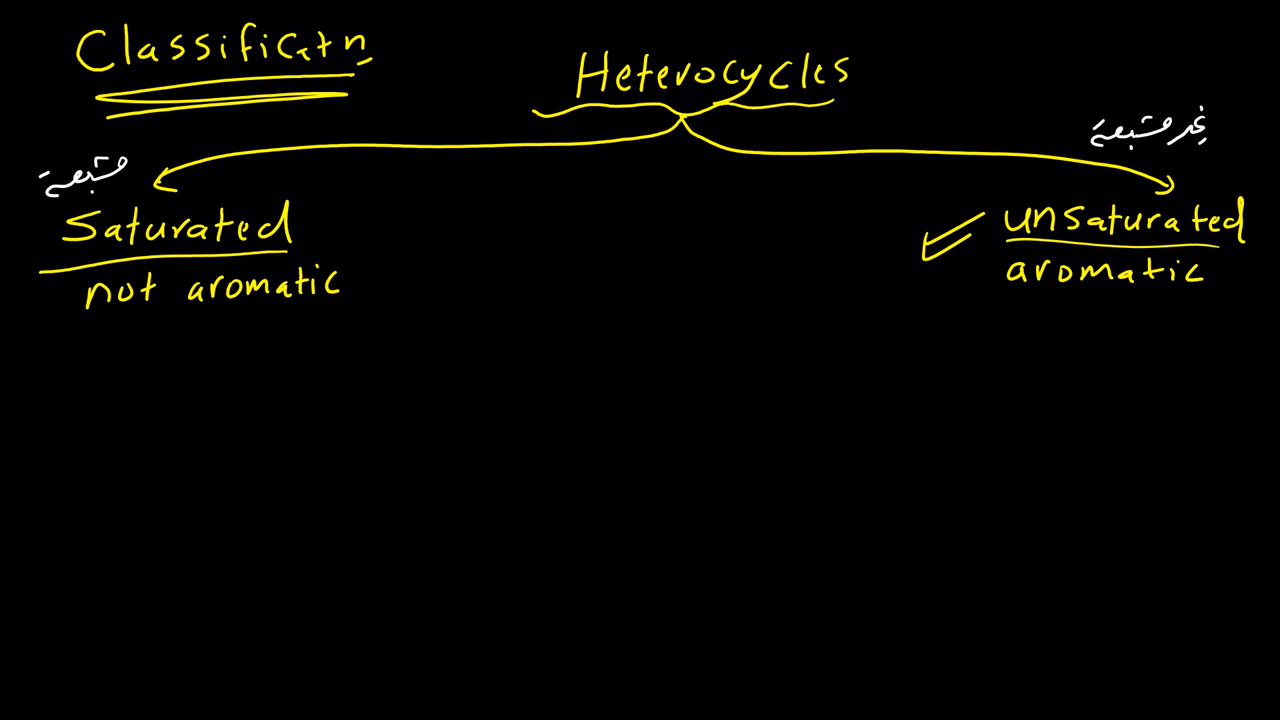 Classificatn
Heterocycles
غير مشبعة
مشبعة
Saturated
not aromatic
unsaturated
aromatic